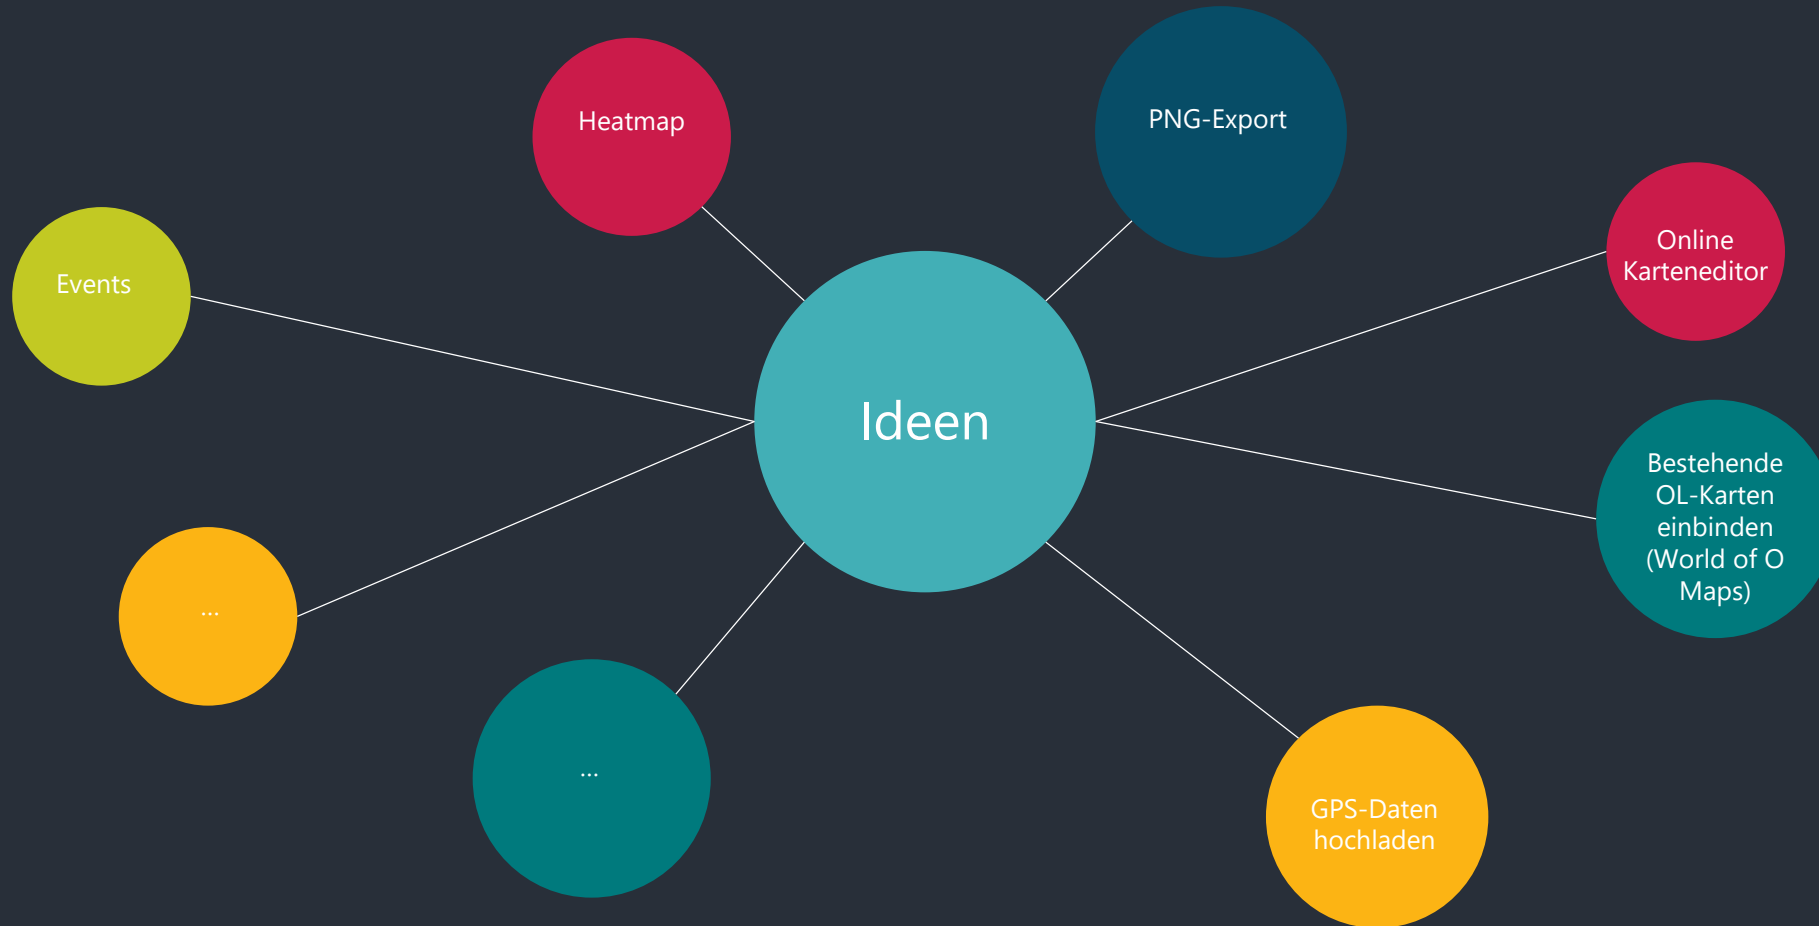 Heatmap
PNG-Export
Events
Online
Karteneditor
Ideen
Bestehende
OL-Karten
einbinden
(World of O
Maps)
...
...
GPS-Daten
hochladen